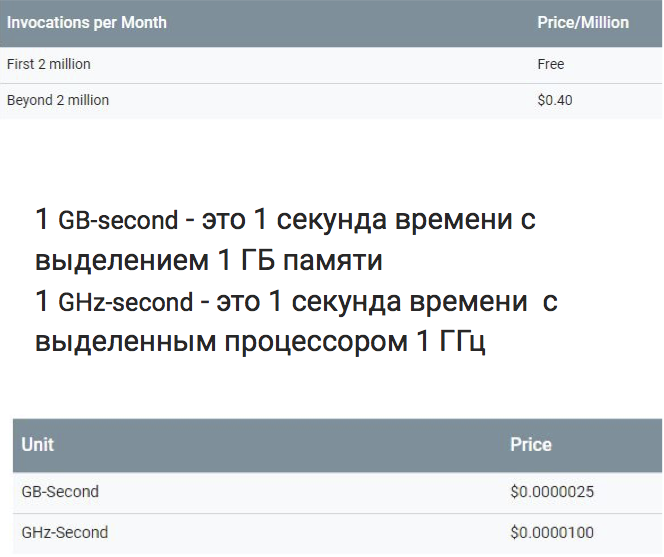 Invocations per Month Price/Million
First 2 million Free
Beyond 2 million $0.40
1 GB-second - это 1 секунда времени с
выделением 1 ГБ памяти
1 GHz-second - это 1 секунда времени с
выделенным процессором 1 ГГц
Unit Price
GB-Second $0.0000025
GHz-Second $0.0000100